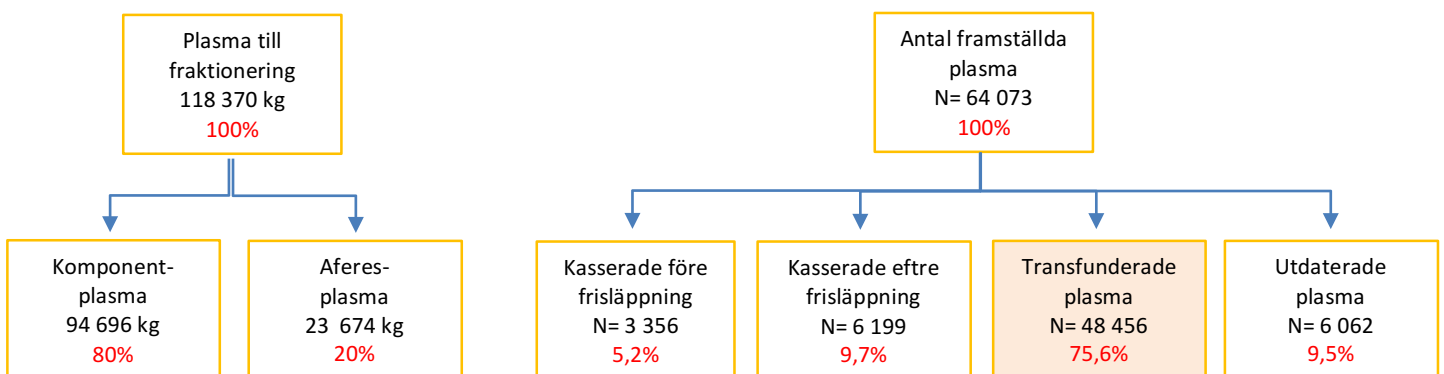 Plasma till
fraktionering
118 370 kg
100%
Komponent-
plasma
94 696 kg
80%
Aferes-
plasma
23 674 kg
20%
Antal framställda
plasma
N= 64 073
100%
Kasserade före
frisläppning
N= 3 356
5,2%
Kasserade eftre
frisläppning
N= 6 199
9,7%
Transfunderade
plasma
N= 48 456
75,6%
Utdaterade
plasma
N= 6 062
9,5%